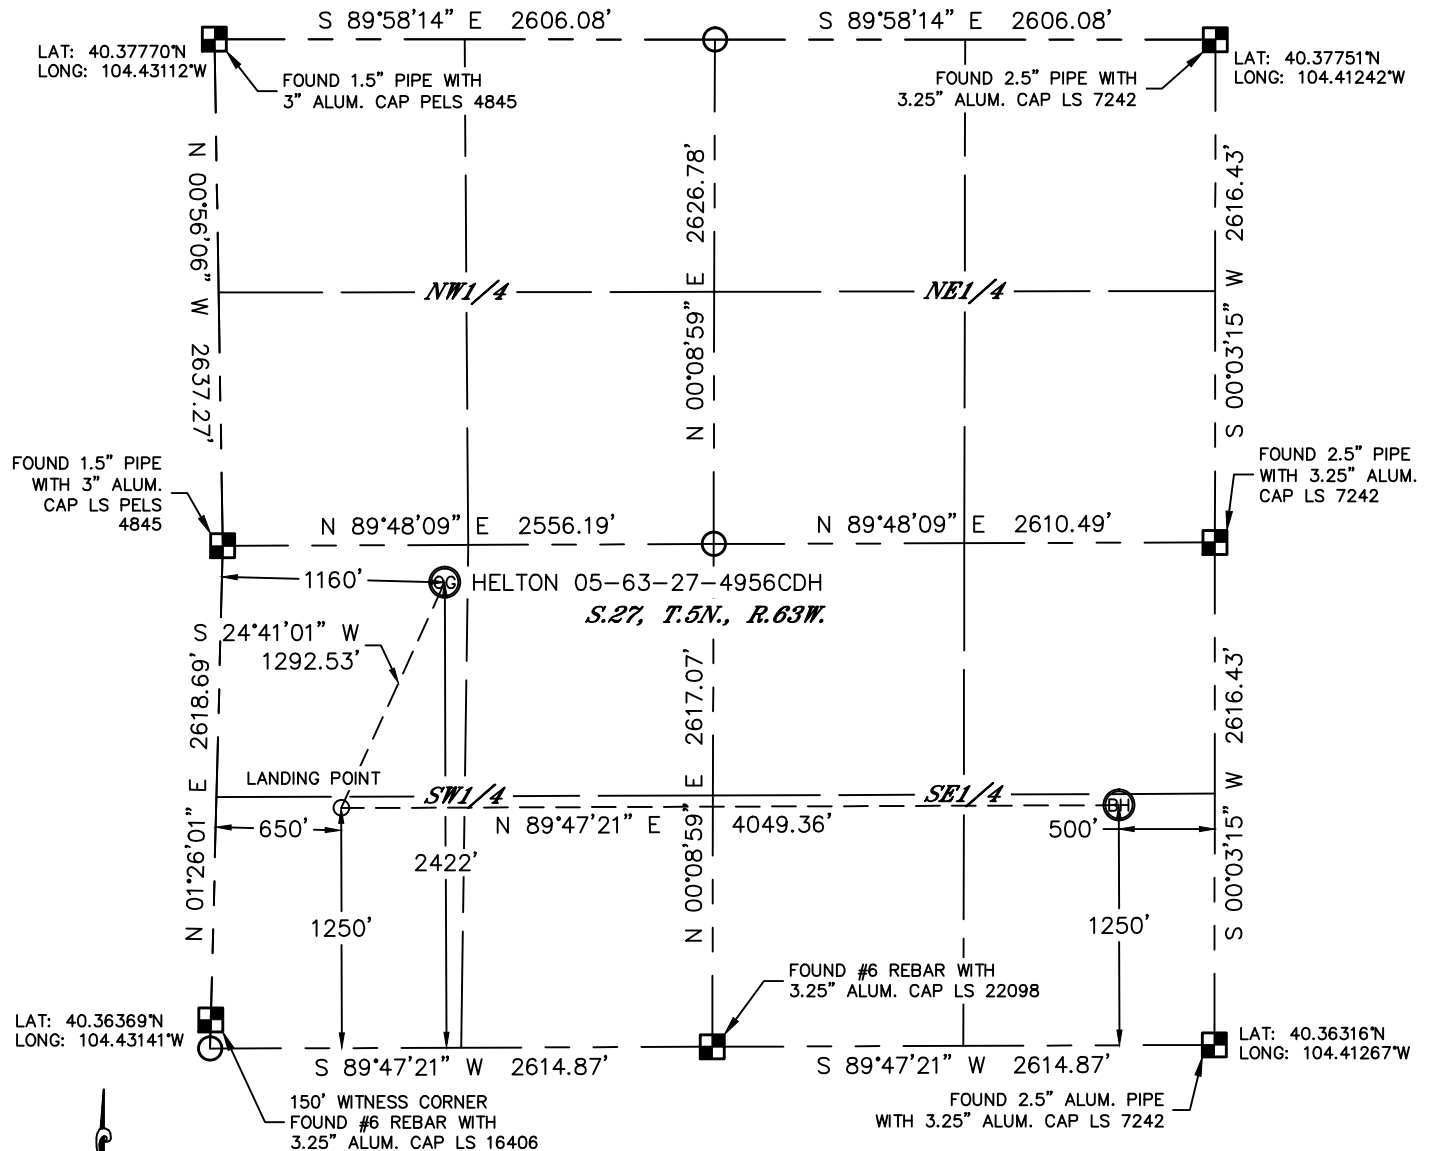 S 89°58'14" E 2606.08'
S 89°58'14" E 2606.08'
LAT: 40.37770°N
LONG: 104.43112°W
FOUND 1.5" PIPE WITH
3" ALUM. CAP PELS 4845
FOUND 2.5" PIPE WITH
3.25" ALUM. CAP LS 7242
LAT: 40.37751°N
LONG: 104.41242°W
N 00°56'06" W 2637.27'
N 00°08'59" E 2626.78'
S 00°03'15" W 2616.43'
NW1/4
NE1/4
FOUND 1.5" PIPE
WITH 3" ALUM.
CAP LS PELS
4845
FOUND 2.5" PIPE
WITH 3.25" ALUM.
CAP LS 7242
N 89°48'09" E 2556.19'
N 89°48'09" E 2610.49'
1160'
OG
HELTON 05-63-27-4956CDH
S.27, T.5N., R.63W.
S 24°41'01" W
1292.53'
N 01°26'01" E 2618.69'
N 00°08'59" E 2617.07'
S 00°03'15" W 2616.43'
LANDING POINT
SW1/4
SE1/4
BH
650'
N 89°47'21" E 4049.36'
500'
2422'
1250'
1250'
FOUND #6 REBAR WITH
3.25" ALUM. CAP LS 22098
LAT: 40.36369°N
LONG: 104.43141°W
LAT: 40.36316°N
LONG: 104.41267°W
S 89°47'21" W 2614.87'
S 89°47'21" W 2614.87'
150' WITNESS CORNER
FOUND #6 REBAR WITH
3.25" ALUM. CAP LS 16406
FOUND 2.5" ALUM. PIPE
WITH 3.25" ALUM. CAP LS 7242